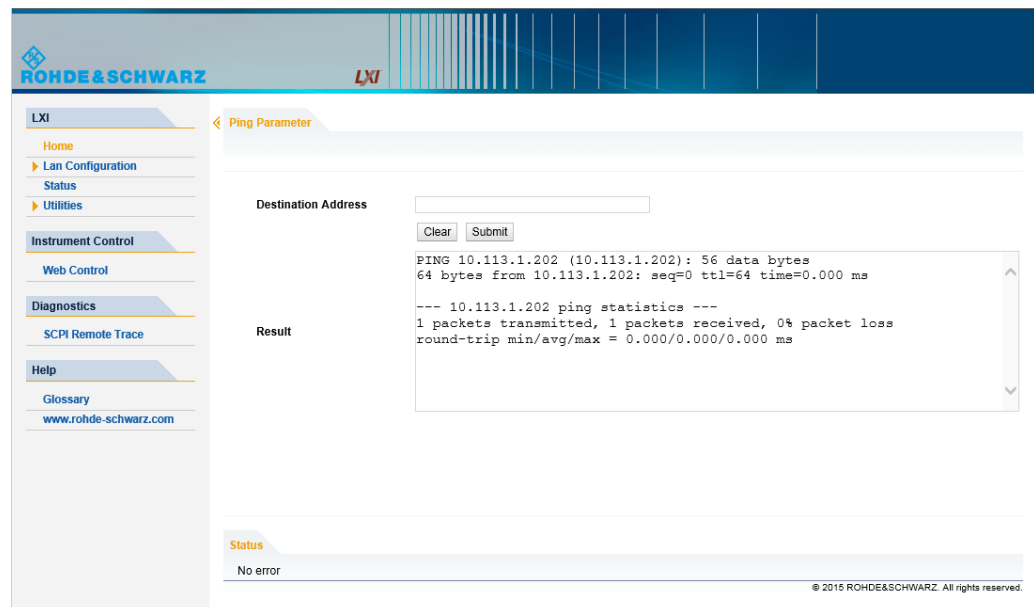 ROHDE&SCHWARZ
LXI
LXI
Home
Lan Configuration
Status
Utilities
Instrument Control
Web Control
Diagnostics
SCPI Remote Trace
Help
Glossary
www.rohde-schwarz.com
Ping Parameter
Destination Address
Clear Submit
Result
PING 10.113.1.202 (10.113.1.202): 56 data bytes
64 bytes from 10.113.1.202: seq=0 ttl=64 time=0.000 ms
--- 10.113.1.202 ping statistics ---
1 packets transmitted, 1 packets received, 0% packet loss
round-trip min/avg/max = 0.000/0.000/0.000 ms
Status
No error
© 2015 ROHDE&SCHWARZ. All rights reserved.